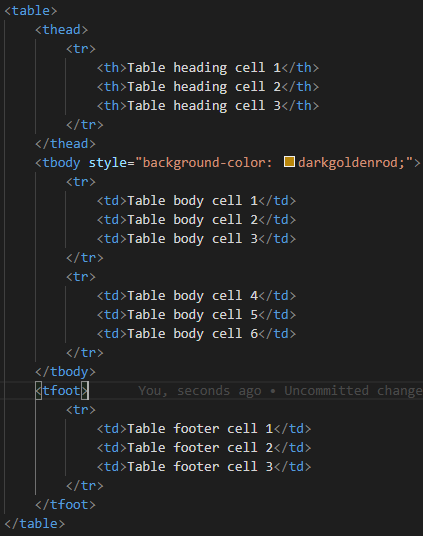 <table>
<thead>
<tr>
<th>Table heading cell 1</th>
<th>Table heading cell 2</th>
<th>Table heading cell 3</th>
</tr>
</thead>
<tbody style="background-color: darkgoldenrod;">
<tr>
<td>Table body cell 1</td>
<td>Table body cell 2</td>
<td>Table body cell 3</td>
</tr>
<tr>
<td>Table body cell 4</td>
<td>Table body cell 5</td>
<td>Table body cell 6</td>
</tr>
</tbody>
<tfoot> You, seconds ago • Uncommitted change
<tr>
<td>Table footer cell 1</td>
<td>Table footer cell 2</td>
<td>Table footer cell 3</td>
</tr>
</tfoot>
</table>